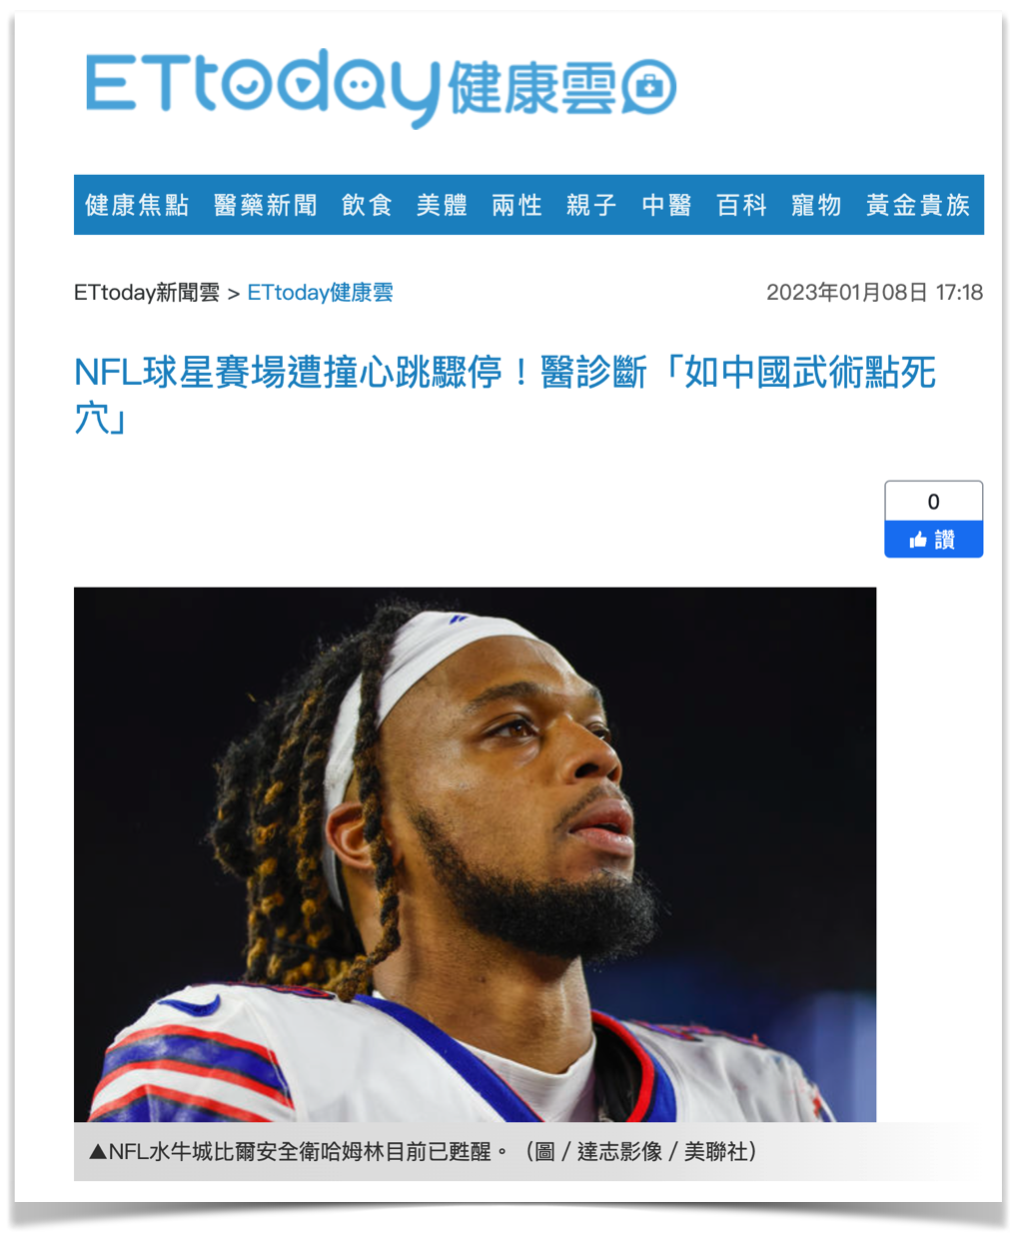 ETtoday健康雲
健康焦點 醫藥新聞 飲食 美體 兩性 親子 中醫 百科 寵物 黃金貴族
ETtoday新聞雲 > ETtoday健康雲
2023年01月08日 17:18
NFL球星賽場遭撞心跳驟停！醫診斷「如中國武術點死
穴」
0
讚
▲NFL水牛城比爾安全衛哈姆林目前已甦醒。（圖／達志影像／美聯社）